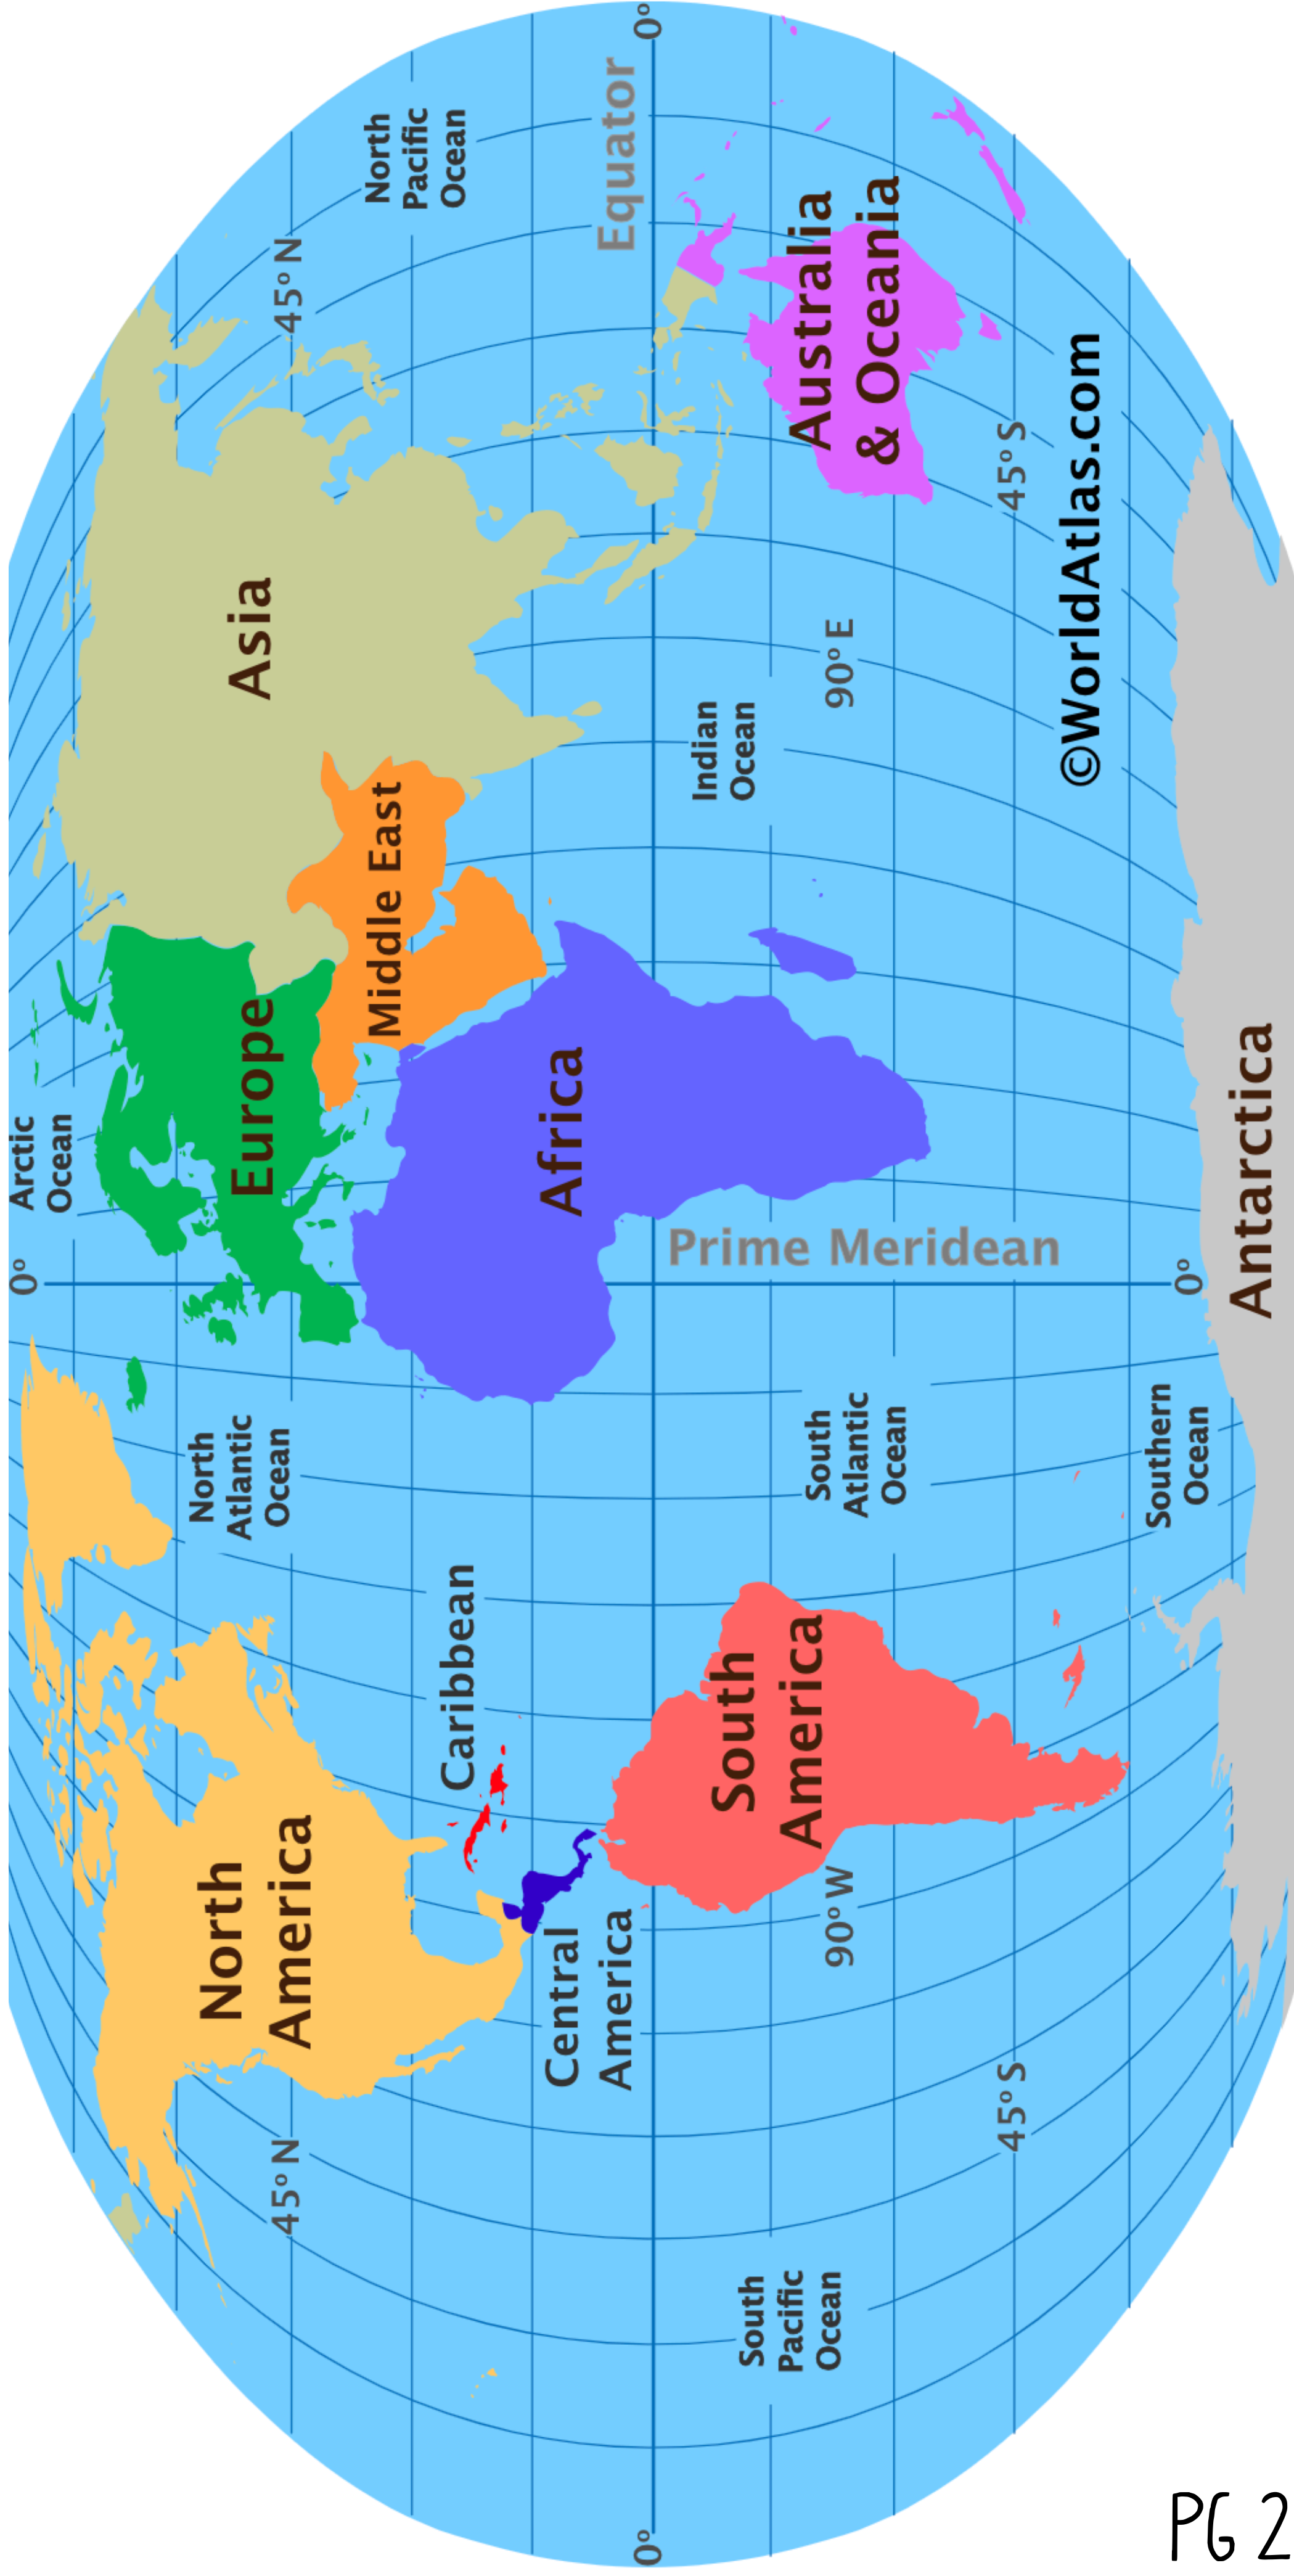 Arctic
Ocean
0°
North
America
Europe
Asia
45°N
45°N
North
Atlantic
Ocean
Middle East
North
Pacific
Ocean
Caribbean
Central
America
Africa
Equator
0°
0°
Prime Meridean
Indian
Ocean
South
America
South
Pacific
Ocean
90°W
South
Atlantic
Ocean
90°E
Australia
& Oceania
45°S
45°S
©WorldAtlas.com
Southern
Ocean
0°
Antarctica
PG 2